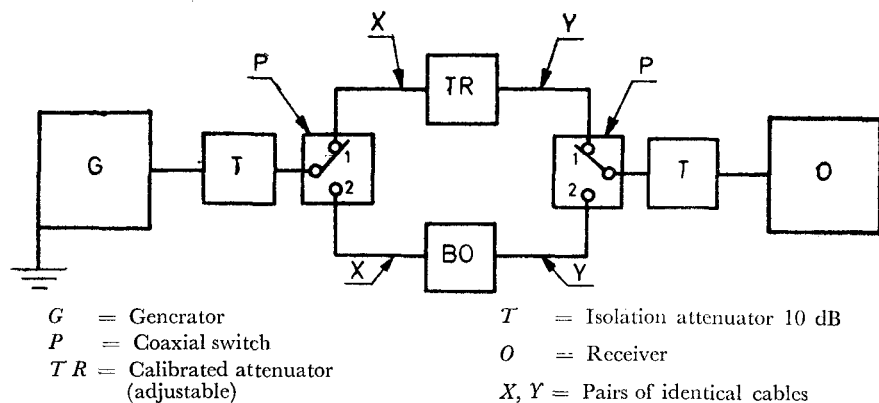 X Y
P TR P
G T 1 2 1 2 T O
BO
X Y
G = Generator
P = Coaxial switch
TR = Calibrated attenuator
(adjustable)
T = Isolation attenuator 10 dB
O = Receiver
X, Y = Pairs of identical cables